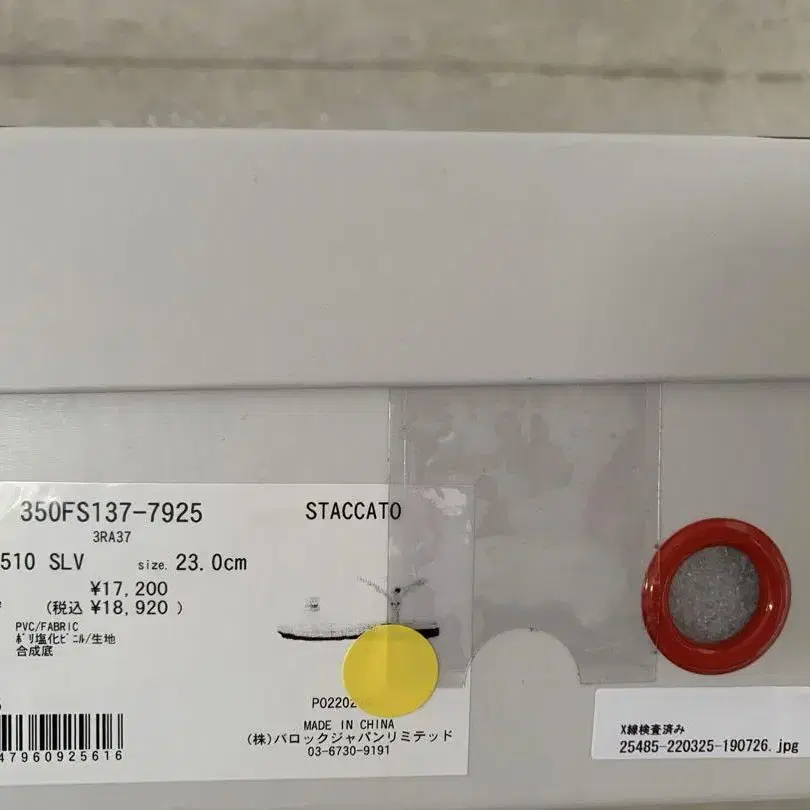 350FS137-7925
STACCATO
3RA37
510 SLV size. 23.0cm
¥17,200
(税込 ¥18,920 )
PVC/FABRIC
ポリ塩化ビニル/生地
合成底
P02202
MADE IN CHINA
(株)バロックジャパンリミテッド
03-6730-9191
47960925616
X線検査済み
25485-220325-190726.jpg